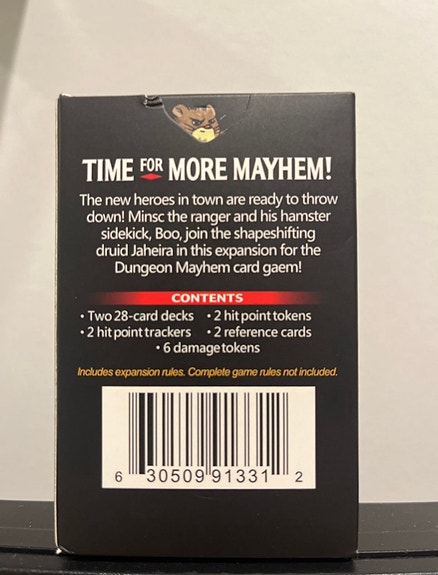 TIME FOR MORE MAYHEM!
The new heroes in town are ready to throw
down! Minsc the ranger and his hamster
sidekick, Boo, join the shapeshifting
druid Jaheira in this expansion for the
Dungeon Mayhem card gaem!
CONTENTS
• Two 28-card decks • 2 hit point tokens
• 2 hit point trackers • 2 reference cards
• 6 damage tokens
Includes expansion rules. Complete game rules not included.
6 30509 91331 2